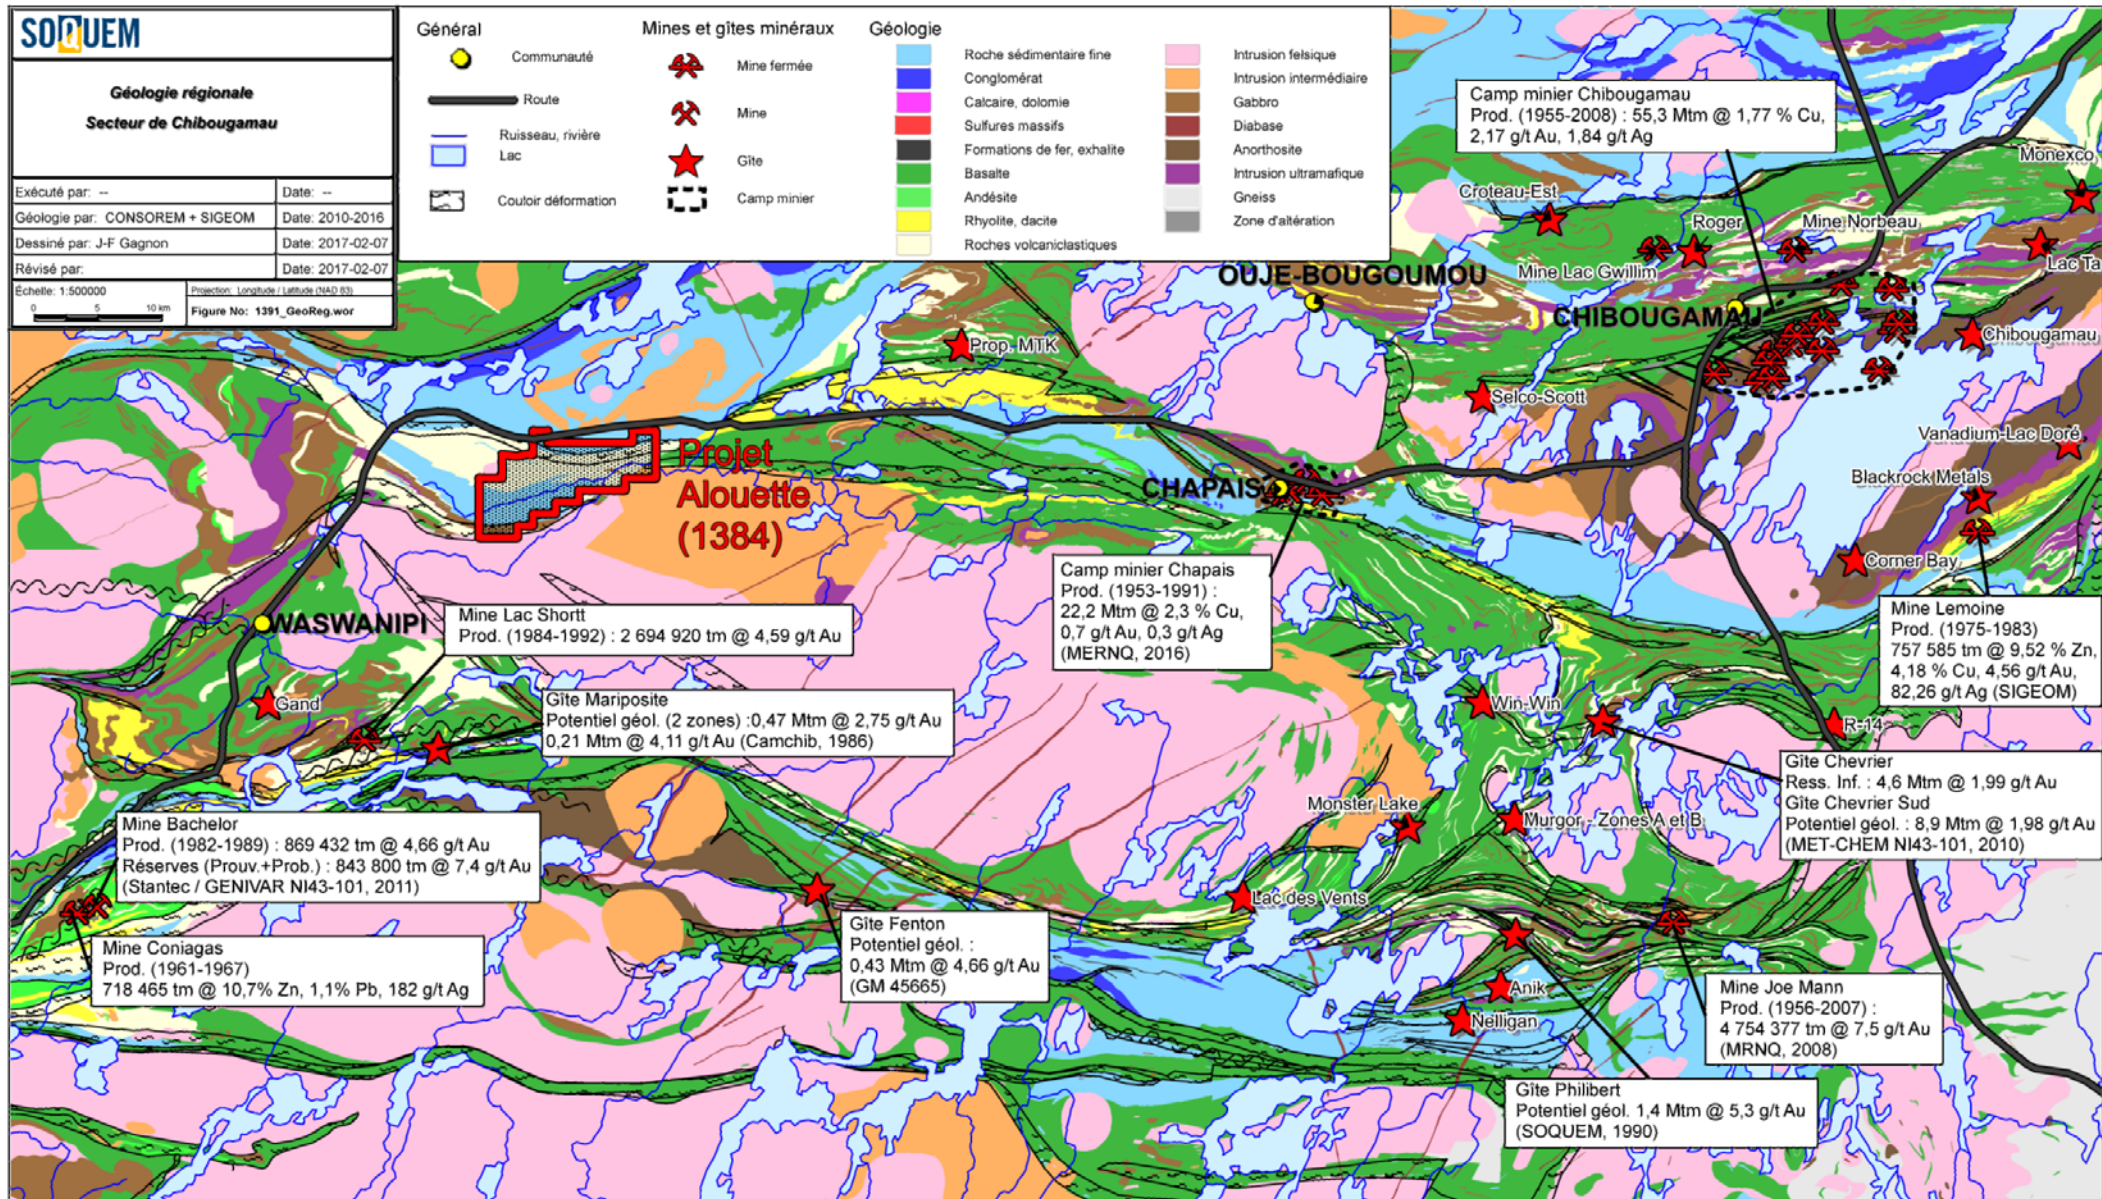 SOQUEM
Géologie régionale
Secteur de Chibougamau
Exécuté par: --
Date: --
Géologie par: CONSOREM + SIGEOM
Date: 2010-2016
Dessiné par: J-F Gagnon
Date: 2017-02-07
Révisé par:
Date: 2017-02-07
Échelle: 1:500000
0 5 10 km
Projection: Longitude / Latitude (NAD 83)
Figure No: 1391_GeoReg.wor
Général
Communauté
Route
Ruisseau, rivière
Lac
Couloir déformation
Mines et gîtes minéraux
Mine fermée
Mine
Gîte
Camp minier
Géologie
Roche sédimentaire fine
Conglomérat
Calcaire, dolomie
Sulfures massifs
Formations de fer, exhalite
Basalte
Andésite
Rhyolite, dacite
Roches volcaniclastiques
Intrusion felsique
Intrusion intermédiaire
Gabbro
Diabase
Anorthosite
Intrusion ultramafique
Gneiss
Zone d'altération
Camp minier Chibougamau
Prod. (1955-2008) : 55,3 Mtm @ 1,77 % Cu,
2,17 g/t Au, 1,84 g/t Ag
Monexco
Croteau-Est
Roger
Mine Norbeau
Mine Lac Gwillim
Lac Ta
OUJE-BOUGOUMOU
CHIBOUGAMAU
Chibougamau
Prop. MTK
Selco-Scott
Vanadium-Lac Doré
Projet
Alouette
(1384)
CHAPAIS
Blackrock Metals
Corner Bay
Camp minier Chapais
Prod. (1953-1991) :
22,2 Mtm @ 2,3 % Cu,
0,7 g/t Au, 0,3 g/t Ag
(MERNQ, 2016)
Mine Lemoine
Prod. (1975-1983)
757 585 tm @ 9,52 % Zn,
4,18 % Cu, 4,56 g/t Au,
82,26 g/t Ag (SIGEOM)
WASWANIPI
Mine Lac Shortt
Prod. (1984-1992) : 2 694 920 tm @ 4,59 g/t Au
Gand
Gîte Mariposite
Potentiel géol. (2 zones) :0,47 Mtm @ 2,75 g/t Au
0,21 Mtm @ 4,11 g/t Au (Camchib, 1986)
Win-Win
R-14
Gîte Chevrier
Ress. Inf. : 4,6 Mtm @ 1,99 g/t Au
Gîte Chevrier Sud
Potentiel géol. : 8,9 Mtm @ 1,98 g/t Au
(MET-CHEM NI43-101, 2010)
Monster Lake
Murgor - Zones A et B
Mine Bachelor
Prod. (1982-1989) : 869 432 tm @ 4,66 g/t Au
Réserves (Prouv.+Prob.) : 843 800 tm @ 7,4 g/t Au
(Stantec / GENIVAR NI43-101, 2011)
Lac des Vents
Gîte Fenton
Potentiel géol. :
0,43 Mtm @ 4,66 g/t Au
(GM 45665)
Mine Coniagas
Prod. (1961-1967)
718 465 tm @ 10,7% Zn, 1,1% Pb, 182 g/t Ag
Anik
Nelligan
Mine Joe Mann
Prod. (1956-2007) :
4 754 377 tm @ 7,5 g/t Au
(MRNQ, 2008)
Gîte Philibert
Potentiel géol. 1,4 Mtm @ 5,3 g/t Au
(SOQUEM, 1990)